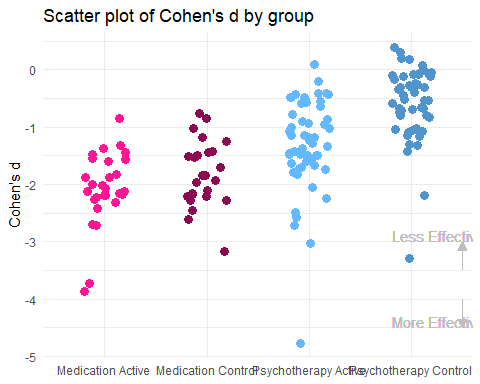 Scatter plot of Cohen's d by group
Cohen's d
0
-1
-2
-3
-4
-5
Less Effectiv
More Effectiv
Medication Active
Medication Control
Psychotherapy Active
Psychotherapy Control